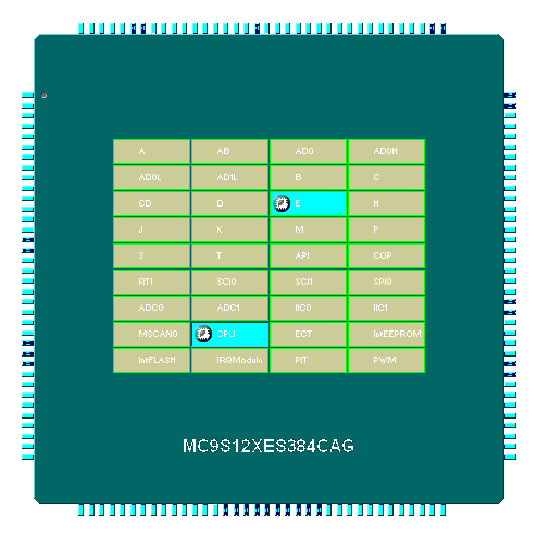 A AB AD0 AD0H
AD0L AD1L B C
CD D E H
J K M P
S T API COP
RTI SCI0 SCI1 SPI0
ADC0 ADC1 IIC0 IIC1
MSCAN0 CPU ECT IntEEPROM
IntFLASH IRQModule PIT PWM
MC9S12XES384CAG